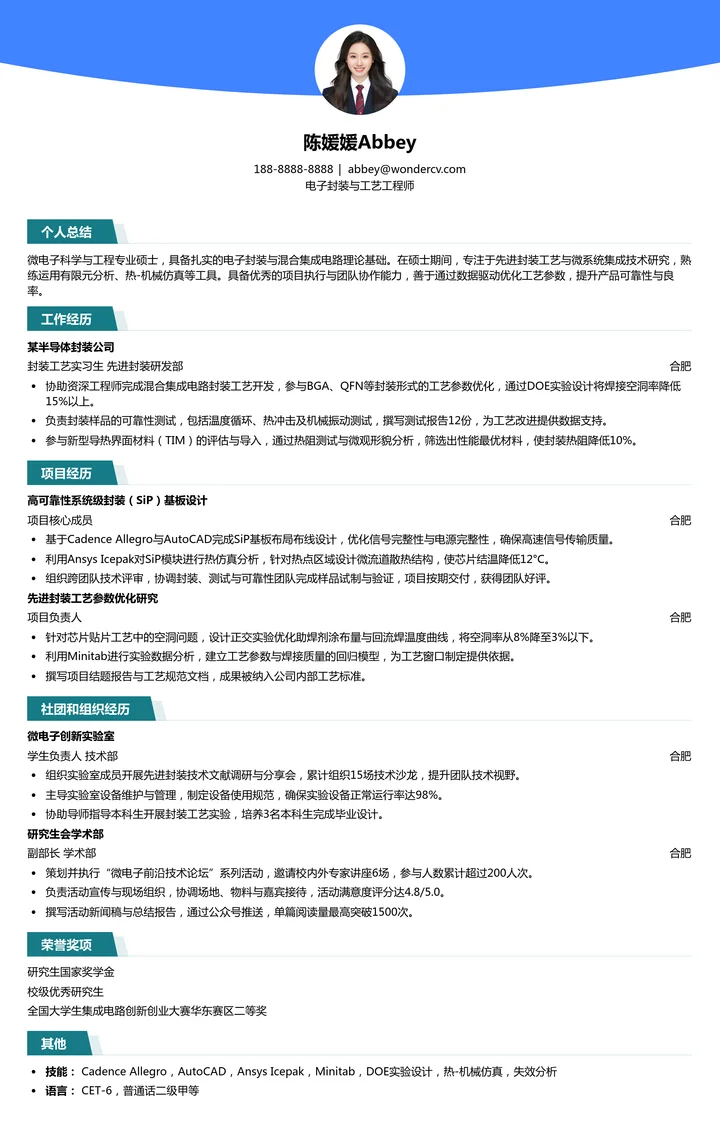 陈媛媛Abbey
188-8888-8888 | abbey@wondercv.com
电子封装与工艺工程师
个人总结
微电子科学与工程专业硕士，具备扎实的电子封装与混合集成电路理论基础。在硕士期间，专注于先进封装工艺与微系统集成技术研究，熟
练运用有限元分析、热-机械仿真等工具。具备优秀的项目执行与团队协作能力，善于通过数据驱动优化工艺参数，提升产品可靠性与良
率。
工作经历
某半导体封装公司
封装工艺实习生 先进封装研发部 合肥
• 协助资深工程师完成混合集成电路封装工艺开发，参与BGA、QFN等封装形式的工艺参数优化，通过DOE实验设计将焊接空洞率降低
15%以上。
• 负责封装样品的可靠性测试，包括温度循环、热冲击及机械振动测试，撰写测试报告12份，为工艺改进提供数据支持。
• 参与新型导热界面材料（TIM）的评估与导入，通过热阻测试与微观形貌分析，筛选出性能最优材料，使封装热阻降低10%。
项目经历
高可靠性系统级封装（SiP）基板设计
项目核心成员 合肥
• 基于Cadence Allegro与AutoCAD完成SiP基板布局布线设计，优化信号完整性与电源完整性，确保高速信号传输质量。
• 利用Ansys Icepak对SiP模块进行热仿真分析，针对热点区域设计微流道散热结构，使芯片结温降低12°C。
• 组织跨团队技术评审，协调封装、测试与可靠性团队完成样品试制与验证，项目按期交付，获得团队好评。
先进封装工艺参数优化研究
项目负责人 合肥
• 针对芯片贴片工艺中的空洞问题，设计正交实验优化助焊剂涂布量与回流焊温度曲线，将空洞率从8%降至3%以下。
• 利用Minitab进行实验数据分析，建立工艺参数与焊接质量的回归模型，为工艺窗口制定提供依据。
• 撰写项目结题报告与工艺规范文档，成果被纳入公司内部工艺标准。
社团和组织经历
微电子创新实验室
学生负责人 技术部 合肥
• 组织实验室成员开展先进封装技术文献调研与分享会，累计组织15场技术沙龙，提升团队技术视野。
• 主导实验室设备维护与管理，制定设备使用规范，确保实验设备正常运行率达98%。
• 协助导师指导本科生开展封装工艺实验，培养3名本科生完成毕业设计。
研究生会学术部
副部长 学术部 合肥
• 策划并执行“微电子前沿技术论坛”系列活动，邀请校内外专家讲座6场，参与人数累计超过200人次。
• 负责活动宣传与现场组织，协调场地、物料与嘉宾接待，活动满意度评分达4.8/5.0。
• 撰写活动新闻稿与总结报告，通过公众号推送，单篇阅读量最高突破1500次。
荣誉奖项
研究生国家奖学金
校级优秀研究生
全国大学生集成电路创新创业大赛华东赛区二等奖
其他
• 技能： Cadence Allegro，AutoCAD，Ansys Icepak，Minitab，DOE实验设计，热-机械仿真，失效分析
• 语言： CET-6，普通话二级甲等